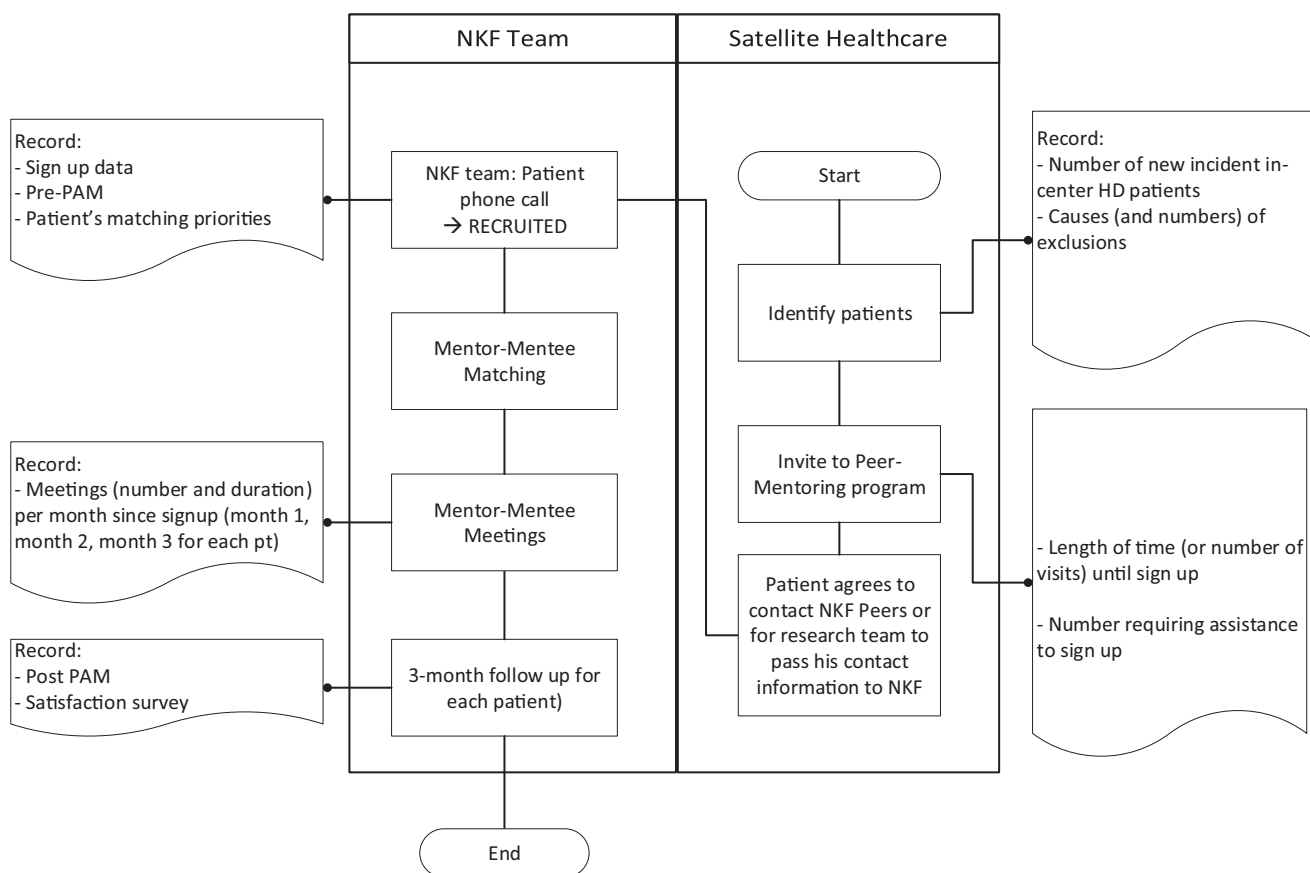 NKF Team
Satellite Healthcare
Record:
- Sign up data
- Pre-PAM
- Patient's matching priorities
NKF team: Patient
phone call
→ RECRUITED
Mentor-Mentee
Matching
Record:
- Meetings (number and duration)
per month since signup (month 1,
month 2, month 3 for each pt)
Mentor-Mentee
Meetings
Record:
- Post PAM
- Satisfaction survey
3-month follow up for
each patient)
End
Start
Identify patients
Record:
- Number of new incident in-
center HD patients
- Causes (and numbers) of
exclusions
Invite to Peer-
Mentoring program
- Length of time (or number of
visits) until sign up
- Number requiring assistance
to sign up
Patient agrees to
contact NKF Peers or
for research team to
pass his contact
information to NKF